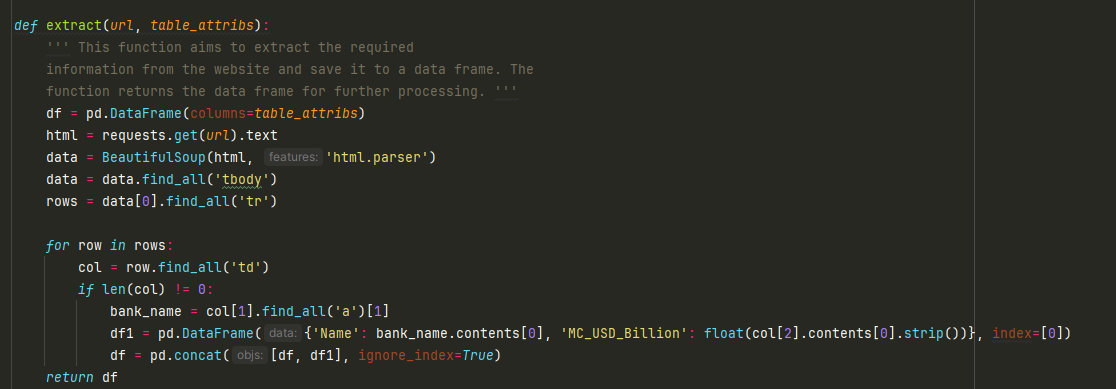 def extract(url, table_attribs):
    ''' This function aims to extract the required
    information from the website and save it to a data frame. The
    function returns the data frame for further processing. '''
    df = pd.DataFrame(columns=table_attribs)
    html = requests.get(url).text
    data = BeautifulSoup(html, features: 'html.parser')
    data = data.find_all('tbody')
    rows = data[0].find_all('tr')

    for row in rows:
        col = row.find_all('td')
        if len(col) != 0:
            bank_name = col[1].find_all('a')[1]
            df1 = pd.DataFrame( data: {'Name': bank_name.contents[0], 'MC_USD_Billion': float(col[2].contents[0].strip())}, index=[0])
            df = pd.concat( objs: [df, df1], ignore_index=True)
    return df